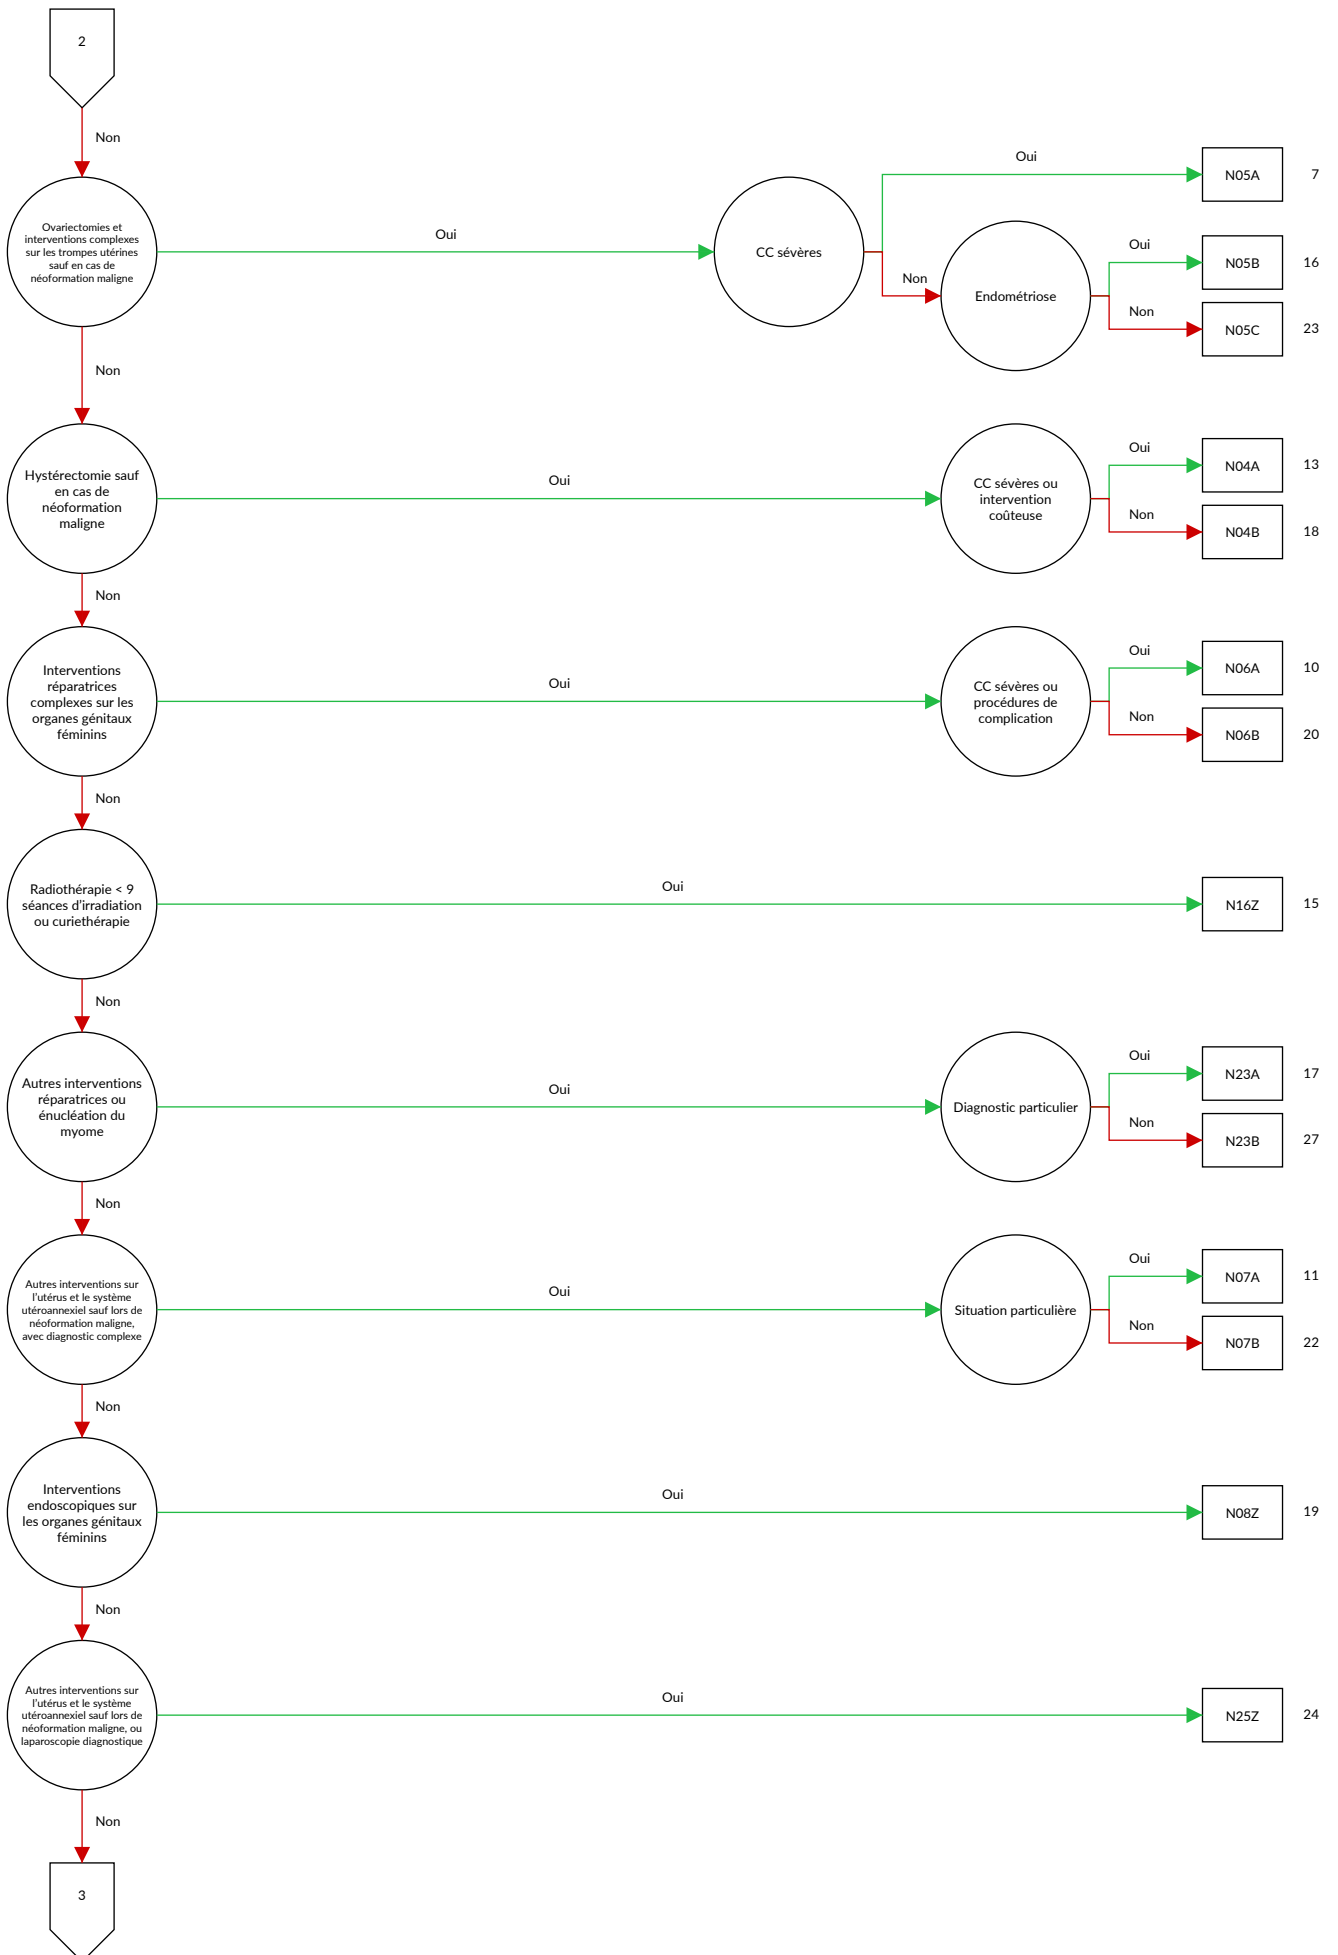 2
Non
Ovariectomies et
interventions complexes
sur les trompes utérines
sauf en cas de
néoformation maligne
Oui
CC sévères
Oui
N05A
7
Non
Endométriose
Oui
N05B
16
Non
N05C
23
Non
Hystérectomie sauf
en cas de
néoformation
maligne
Oui
CC sévères ou
intervention
coûteuse
Oui
N04A
13
Non
N04B
18
Non
Interventions
réparatrices
complexes sur les
organes génitaux
féminins
Oui
CC sévères ou
procédures de
complication
Oui
N06A
10
Non
N06B
20
Non
Radiothérapie < 9
séances d'irradiation
ou curiethérapie
Oui
N16Z
15
Non
Autres interventions
réparatrices ou
énucléation du
myome
Oui
Diagnostic particulier
Oui
N23A
17
Non
N23B
27
Non
Autres interventions sur
l'utérus et le système
utéroannexiel sauf lors de
néoformation maligne,
avec diagnostic complexe
Oui
Situation particulière
Oui
N07A
11
Non
N07B
22
Non
Interventions
endoscopiques sur
les organes génitaux
féminins
Oui
N08Z
19
Non
Autres interventions sur
l'utérus et le système
utéroannexiel sauf lors de
néoformation maligne, ou
laparoscopie diagnostique
Oui
N25Z
24
Non
3